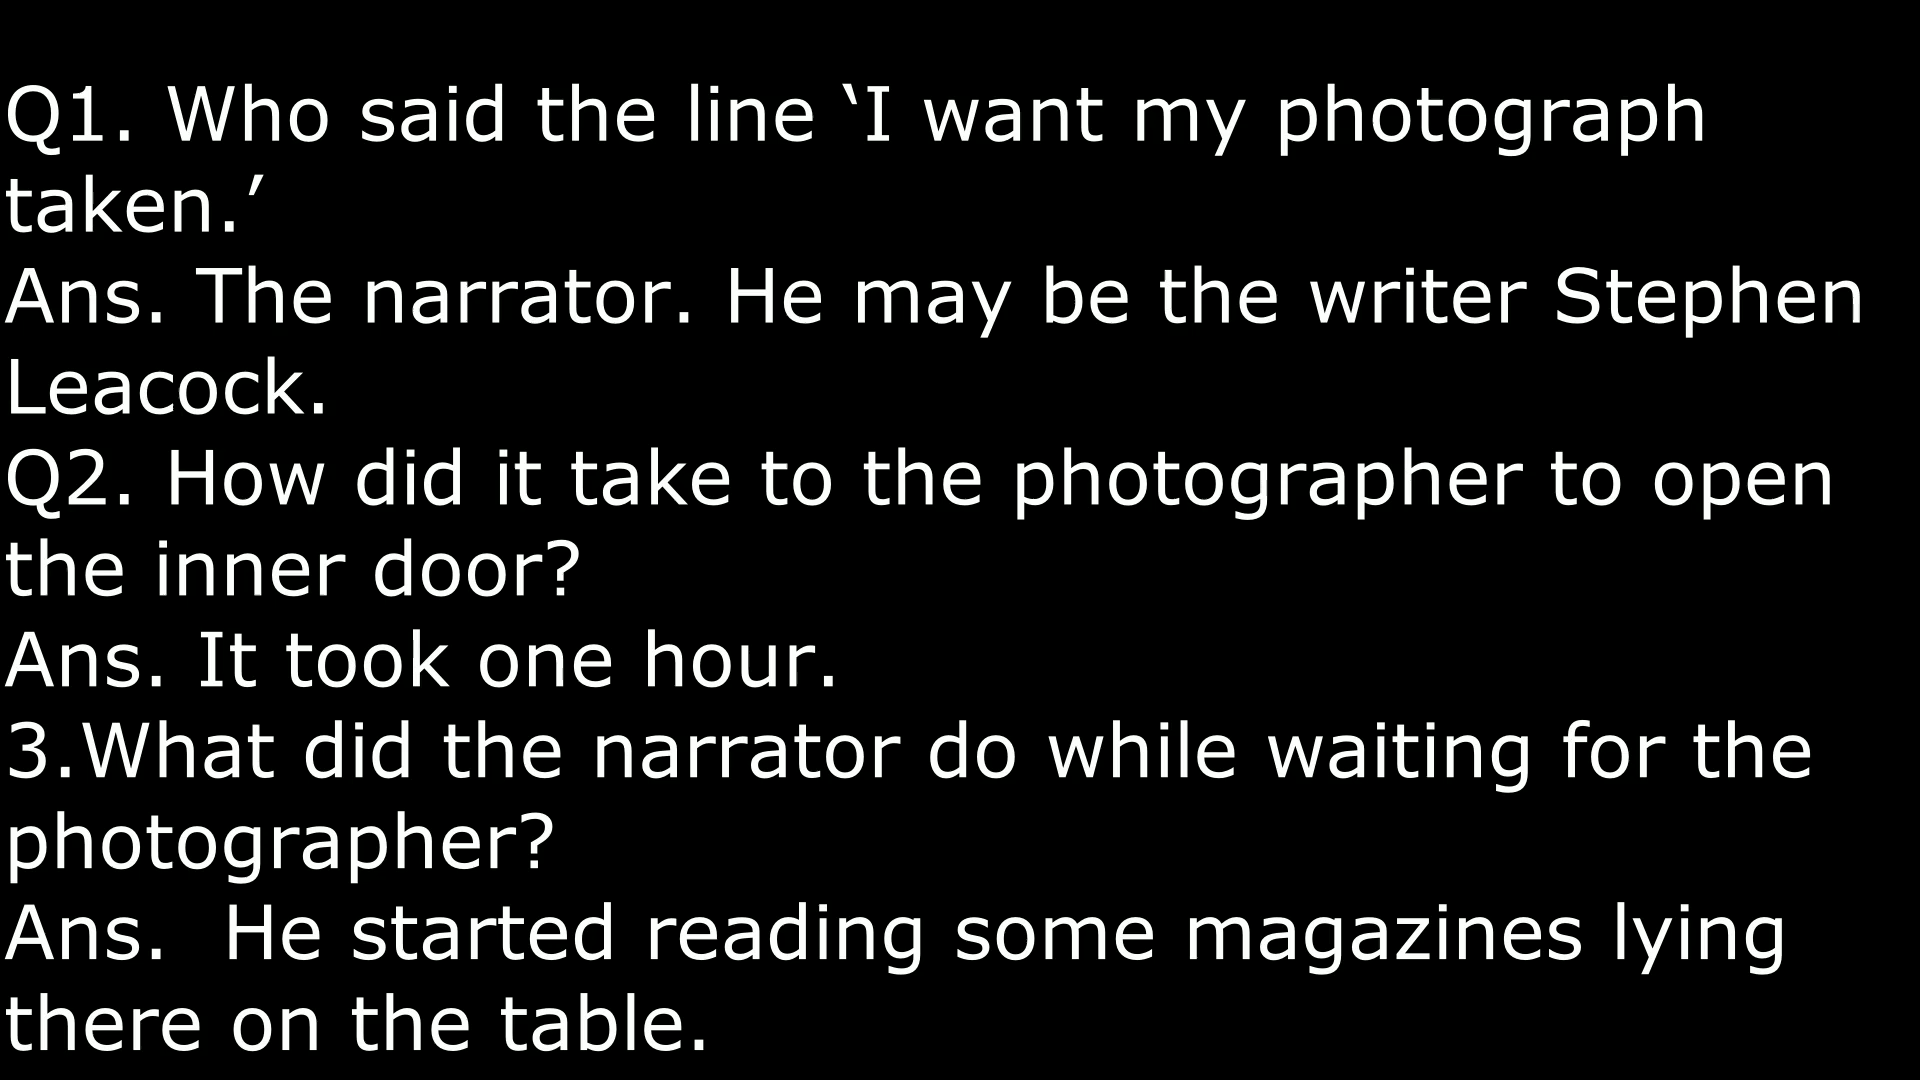 Q1. Who said the line ‘I want my photograph
taken.’
Ans. The narrator. He may be the writer Stephen
Leacock.
Q2. How did it take to the photographer to open
the inner door?
Ans. It took one hour.
3.What did the narrator do while waiting for the
photographer?
Ans.  He started reading some magazines lying
there on the table.